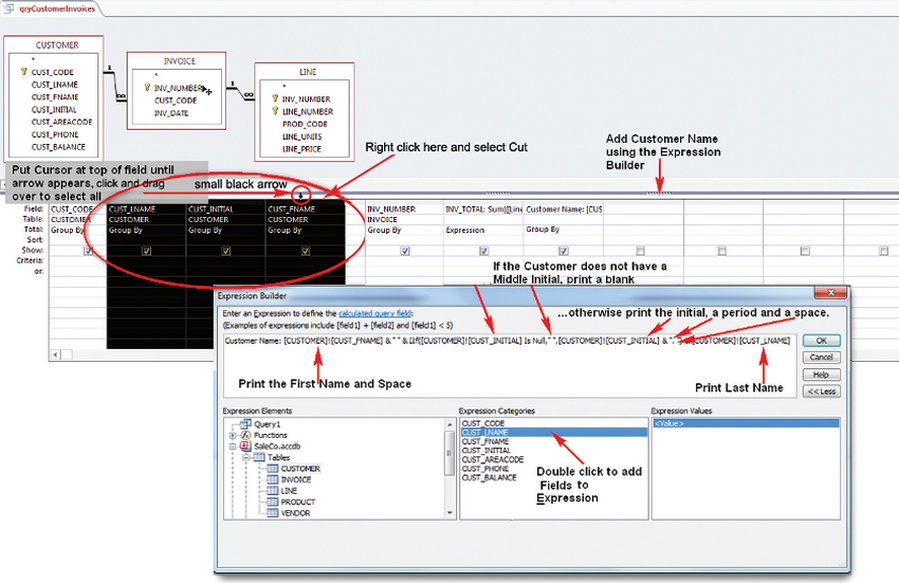 qryCustomerInvoices
CUSTOMER
*
CUST_CODE
CUST_LNAME
CUST_FNAME
CUST_INITIAL
CUST_AREACODE
CUST_PHONE
CUST_BALANCE
1
∞
INVOICE
*
INV_NUMBER
CUST_CODE
INV_DATE
1
∞
LINE
*
INV_NUMBER
LINE_NUMBER
PROD_CODE
LINE_UNITS
LINE_PRICE
Right click here and select Cut
Add Customer Name
using the Expression
Builder
Put Cursor at top of field until
arrow appears, click and drag
over to select all
small black arrow
Field: CUST_CODE CUST_LNAME CUST_INITIAL CUST_FNAME INV_NUMBER INV_TOTAL: Sum([Line Customer Name: [CUS
Table: CUSTOMER CUSTOMER CUSTOMER CUSTOMER INVOICE
Total: Group By Group By Group By Group By Group By Expression Group By
Sort:
Show:
Criteria:
or:
If the Customer does not have a
Middle Initial, print a blank
Expression Builder
Enter an Expression to define the calculated query field:
(Examples of expressions include [field1] + [field2] and [field1] < 5)
...otherwise print the initial, a period and a space.
Customer Name: [CUSTOMER]![CUST_FNAME] & " " & IIf([CUSTOMER]![CUST_INITIAL] Is Null," ",[CUSTOMER]![CUST_INITIAL] & ". [CUSTOMER]![CUST_LNAME]
Print the First Name and Space
Print Last Name
OK
Cancel
Help
<< Less
Expression Elements
Query1
Functions
SaleCo.accdb
Tables
CUSTOMER
INVOICE
LINE
PRODUCT
VENDOR
Expression Categories
CUST_CODE
CUST_LNAME
CUST_FNAME
CUST_INITIAL
CUST_AREACODE
CUST_PHONE
CUST_BALANCE
Double click to add
Fields to
Expression
Expression Values
<Value>